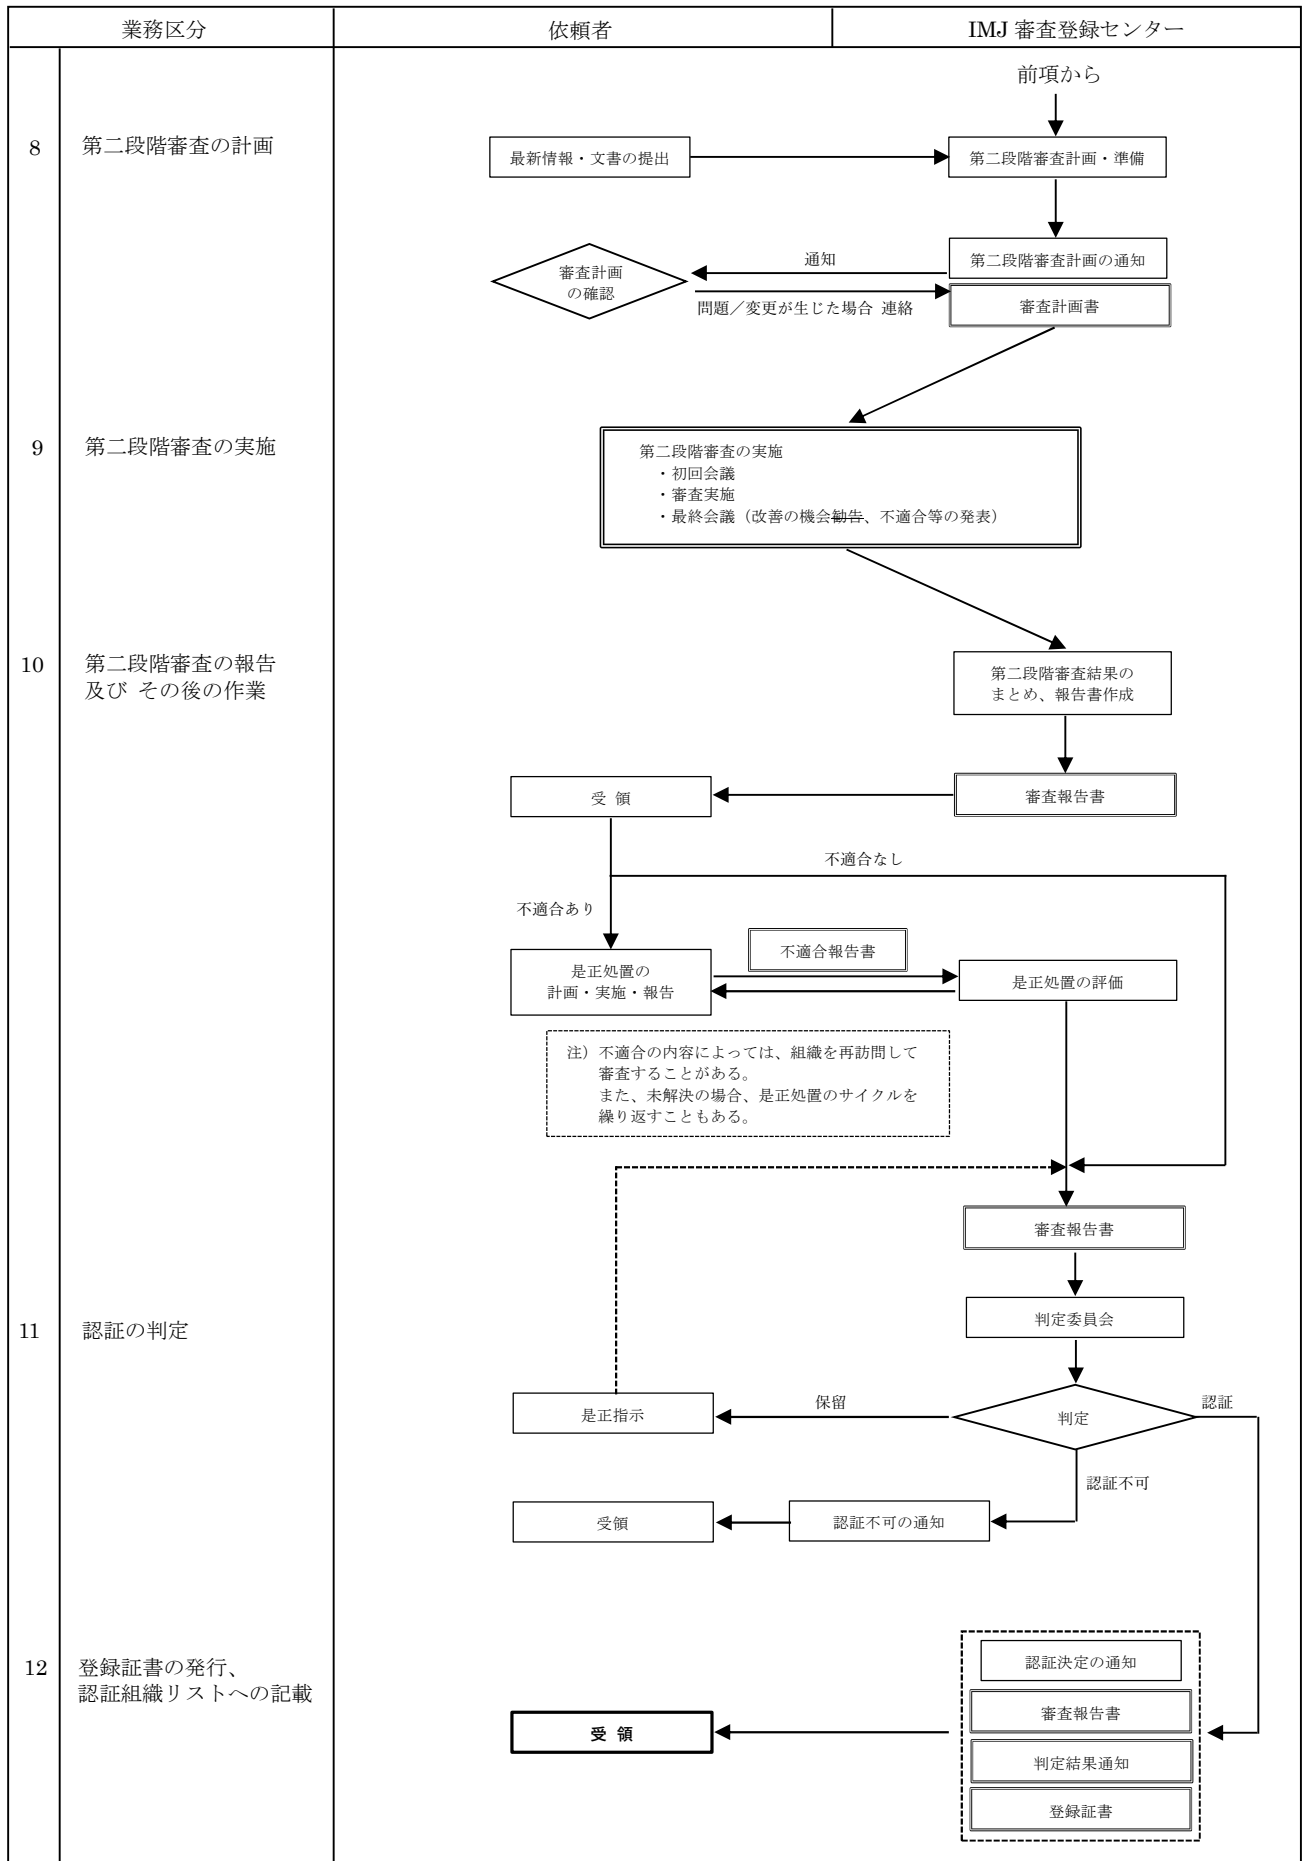 業務区分
依頼者
IMJ 審査登録センター
前項から
8
第二段階審査の計画
最新情報・文書の提出
第二段階審査計画・準備
審査計画
の確認
通知
第二段階審査計画の通知
問題／変更が生じた場合 連絡
審査計画書
9
第二段階審査の実施
第二段階審査の実施
・初回会議
・審査実施
・最終会議（改善の機会勧告、不適合等の発表）
10
第二段階審査の報告
及び その後の作業
第二段階審査結果の
まとめ、報告書作成
受 領
審査報告書
不適合なし
不適合あり
不適合報告書
是正処置の
計画・実施・報告
是正処置の評価
注）不適合の内容によっては、組織を再訪問して
審査することがある。
また、未解決の場合、是正処置のサイクルを
繰り返すこともある。
審査報告書
11
認証の判定
判定委員会
是正指示
保留
判定
認証
認証不可
受領
認証不可の通知
12
登録証書の発行、
認証組織リストへの記載
認証決定の通知
審査報告書
受 領
判定結果通知
登録証書